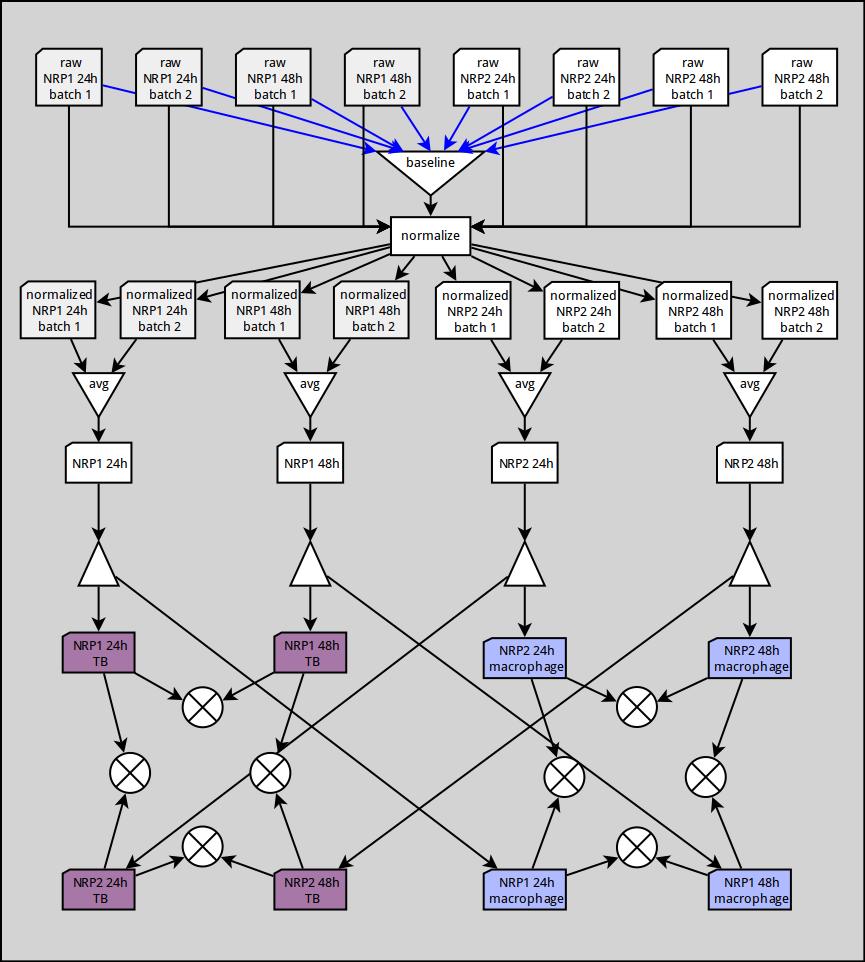 raw
NRP1 24h
batch 1
raw
NRP1 24h
batch 2
raw
NRP1 48h
batch 1
raw
NRP1 48h
batch 2
raw
NRP2 24h
batch 1
raw
NRP2 24h
batch 2
raw
NRP2 48h
batch 1
raw
NRP2 48h
batch 2
baseline
normalize
normalized
NRP1 24h
batch 1
normalized
NRP1 24h
batch 2
normalized
NRP1 48h
batch 1
normalized
NRP1 48h
batch 2
normalized
NRP2 24h
batch 1
normalized
NRP2 24h
batch 2
normalized
NRP2 48h
batch 1
normalized
NRP2 48h
batch 2
avg
avg
avg
avg
NRP1 24h
NRP1 48h
NRP2 24h
NRP2 48h
NRP1 24h
TB
NRP1 48h
TB
NRP2 24h
macrophage
NRP2 48h
macrophage
NRP2 24h
TB
NRP2 48h
TB
NRP1 24h
macrophage
NRP1 48h
macrophage